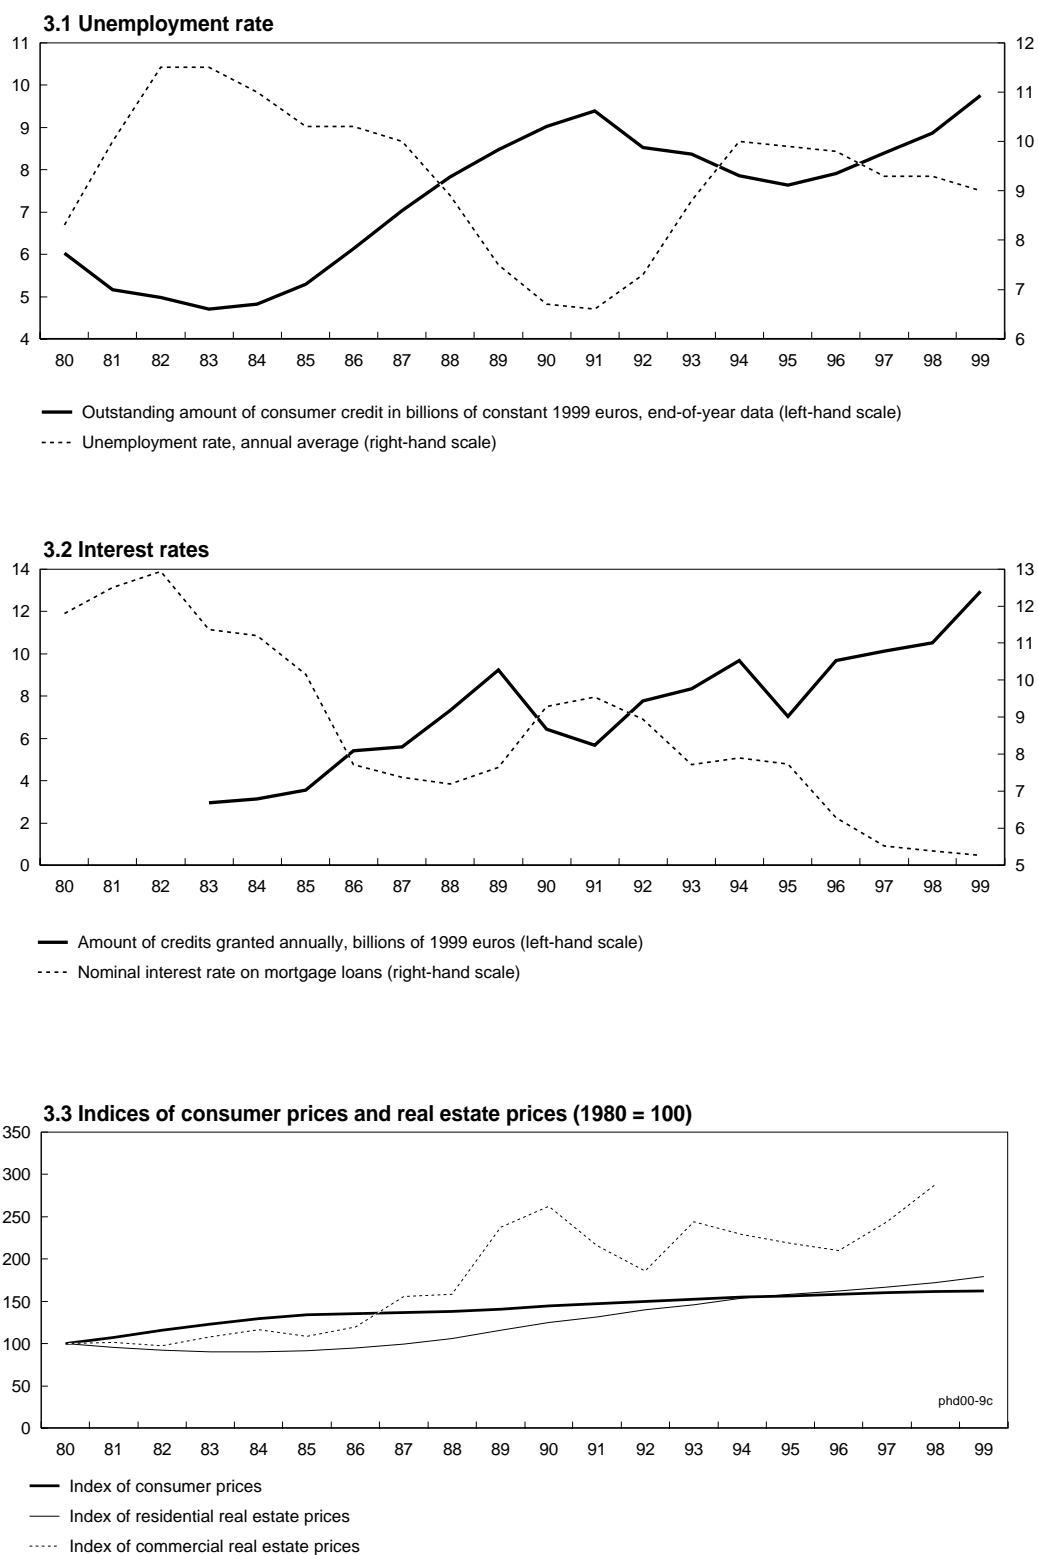 3.1 Unemployment rate
11 12
10 11
9 10
8 9
7 8
6 7
5 6
4
80 81 82 83 84 85 86 87 88 89 90 91 92 93 94 95 96 97 98 99
Outstanding amount of consumer credit in billions of constant 1999 euros, end-of-year data (left-hand scale)
Unemployment rate, annual average (right-hand scale)
3.2 Interest rates
14 13
12 12
10 11
8 10
6 9
4 8
2 7
0 6
5
80 81 82 83 84 85 86 87 88 89 90 91 92 93 94 95 96 97 98 99
Amount of credits granted annually, billions of 1999 euros (left-hand scale)
Nominal interest rate on mortgage loans (right-hand scale)
3.3 Indices of consumer prices and real estate prices (1980 = 100)
350
300
250
200
150
100
50
phd00-9c
0
80 81 82 83 84 85 86 87 88 89 90 91 92 93 94 95 96 97 98 99
Index of consumer prices
Index of residential real estate prices
Index of commercial real estate prices